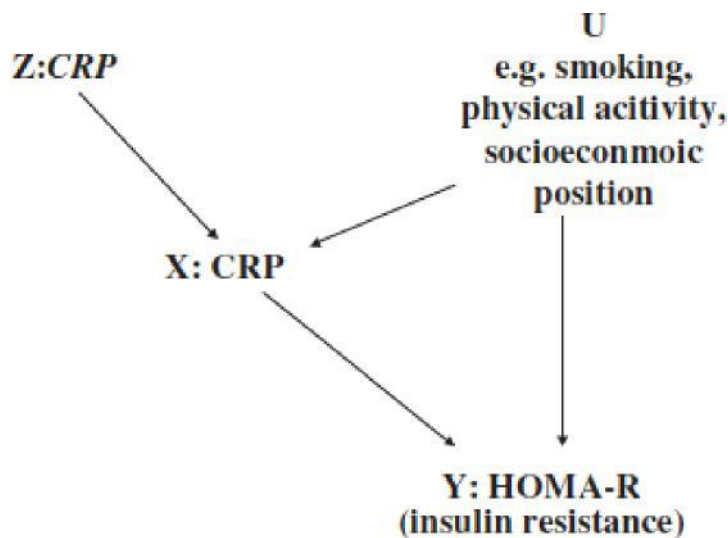 Z:CRP
U
e.g. smoking,
physical acitivity,
socioeconmoic
position
X: CRP
Y: HOMA-R
(insulin resistance)